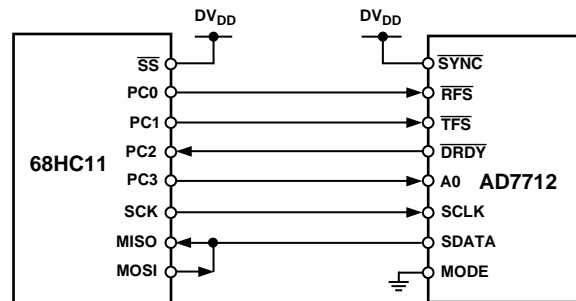 DVDD DVDD
SS SYNC
PC0 RFS
PC1 TFS
PC2 DRDY
68HC11 AD7712
PC3 A0
SCK SCLK
MISO SDATA
MOSI MODE